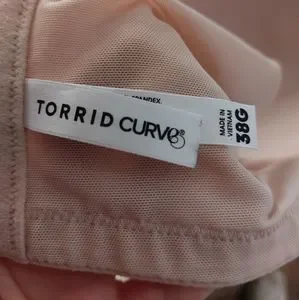 SPANDEX
TORRID CURVE®
MADE IN
VIETNAM
38G